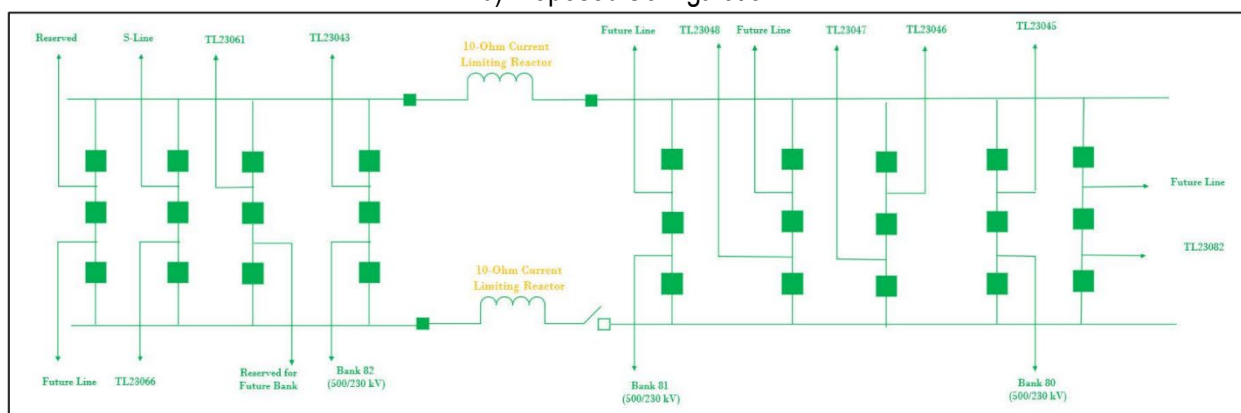 Reserved
S-Line
TL23061
TL23043
10-Ohm Current
Limiting Reactor
Future Line
TL23048
Future Line
TL23047
TL23046
TL23045
Future Line
TL23082
10-Ohm Current
Limiting Reactor
Future Line
TL23066
Reserved for
Future Bank
Bank 82
(500/230 kV)
Bank 81
(500/230 kV)
Bank 80
(500/230 kV)